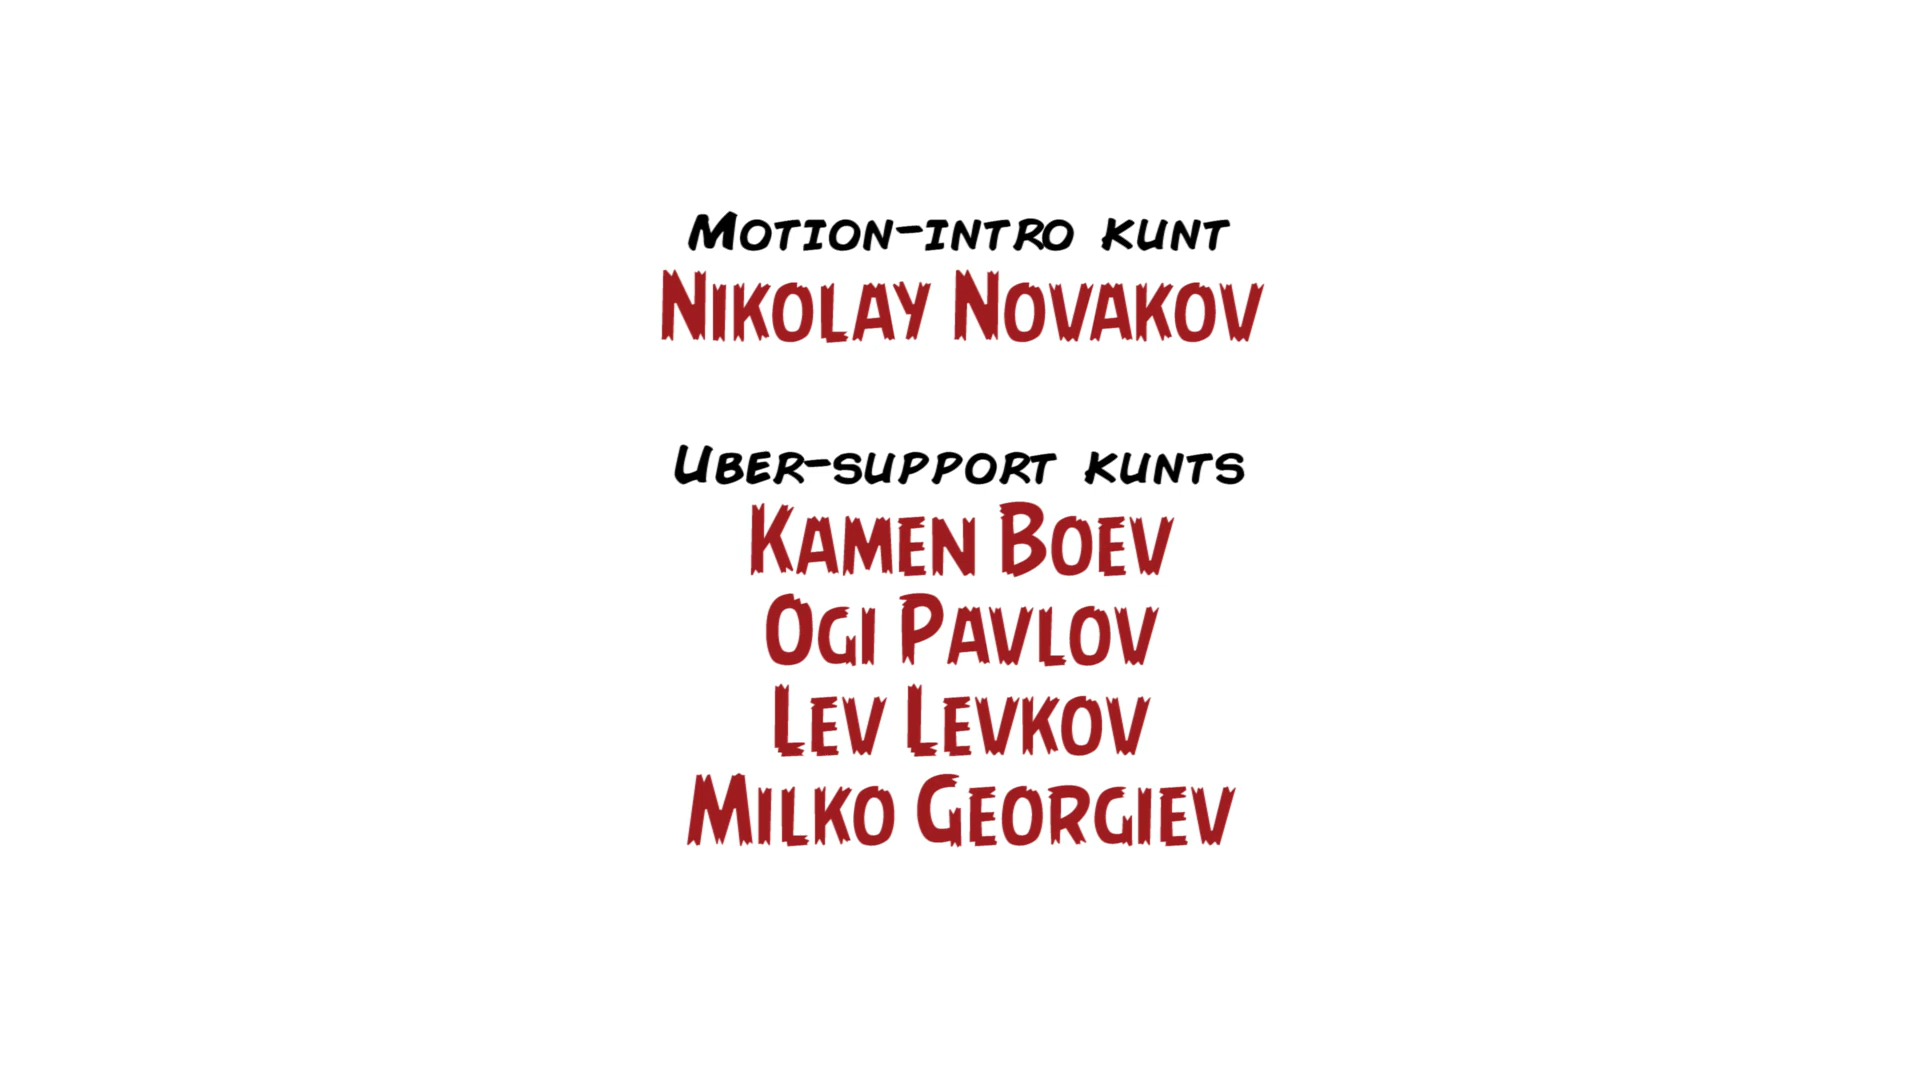 Motion-intro kunt
Nikolay Novakov
Uber-support kunts
Kamen Boev
Ogi Pavlov
Lev Levkov
Milko Georgiev